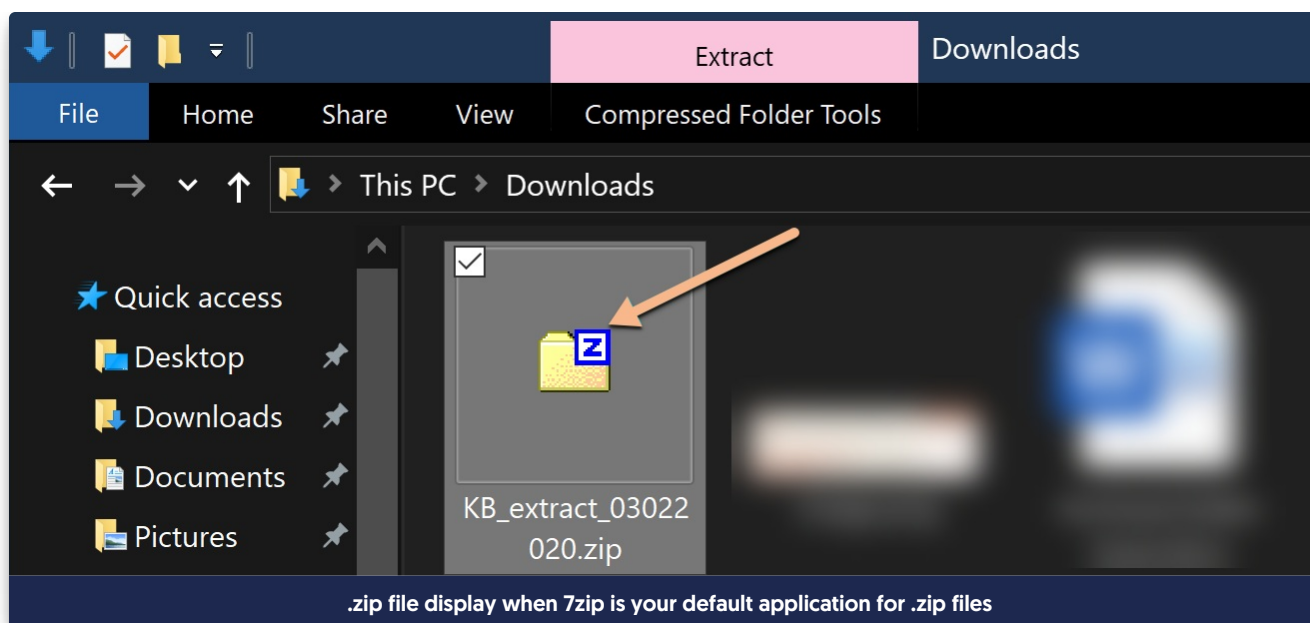 Extract
Downloads
File Home Share View Compressed Folder Tools
This PC Downloads
Quick access
Desktop
Downloads
Documents
Pictures
Z
KB_extract_03022
020.zip
.zip file display when 7zip is your default application for .zip files